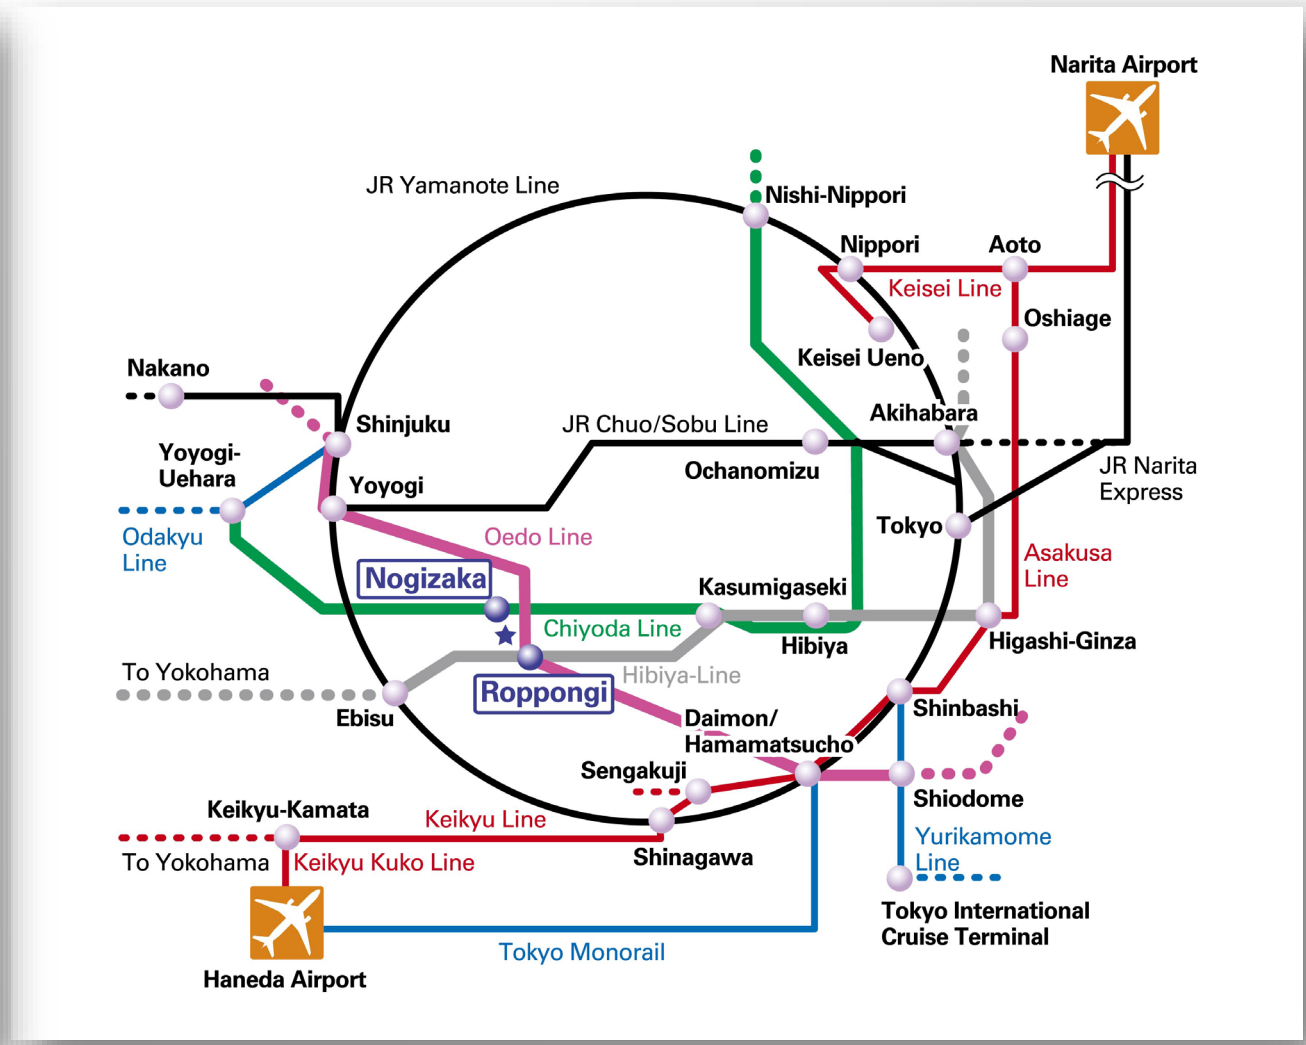 Narita Airport
JR Yamanote Line
Nishi-Nippori
Nippori
Aoto
Keisei Line
Oshiage
Keisei Ueno
Nakano
Akihabara
Shinjuku
JR Chuo/Sobu Line
Yoyogi-
Uehara
Ochanomizu
JR Narita
Express
Yoyogi
Tokyo
Odakyu
Line
Oedo Line
Asakusa
Line
Nogizaka
Kasumigaseki
Chiyoda Line
Hibiya
Higashi-Ginza
To Yokohama
Hibiya-Line
Roppongi
Ebisu
Shinbashi
Daimon/
Hamamatsucho
Sengakuji
Shiodome
Keikyu-Kamata
Keikyu Line
Yurikamome
Line
To Yokohama
Keikyu Kuko Line
Shinagawa
Tokyo International
Cruise Terminal
Tokyo Monorail
Haneda Airport